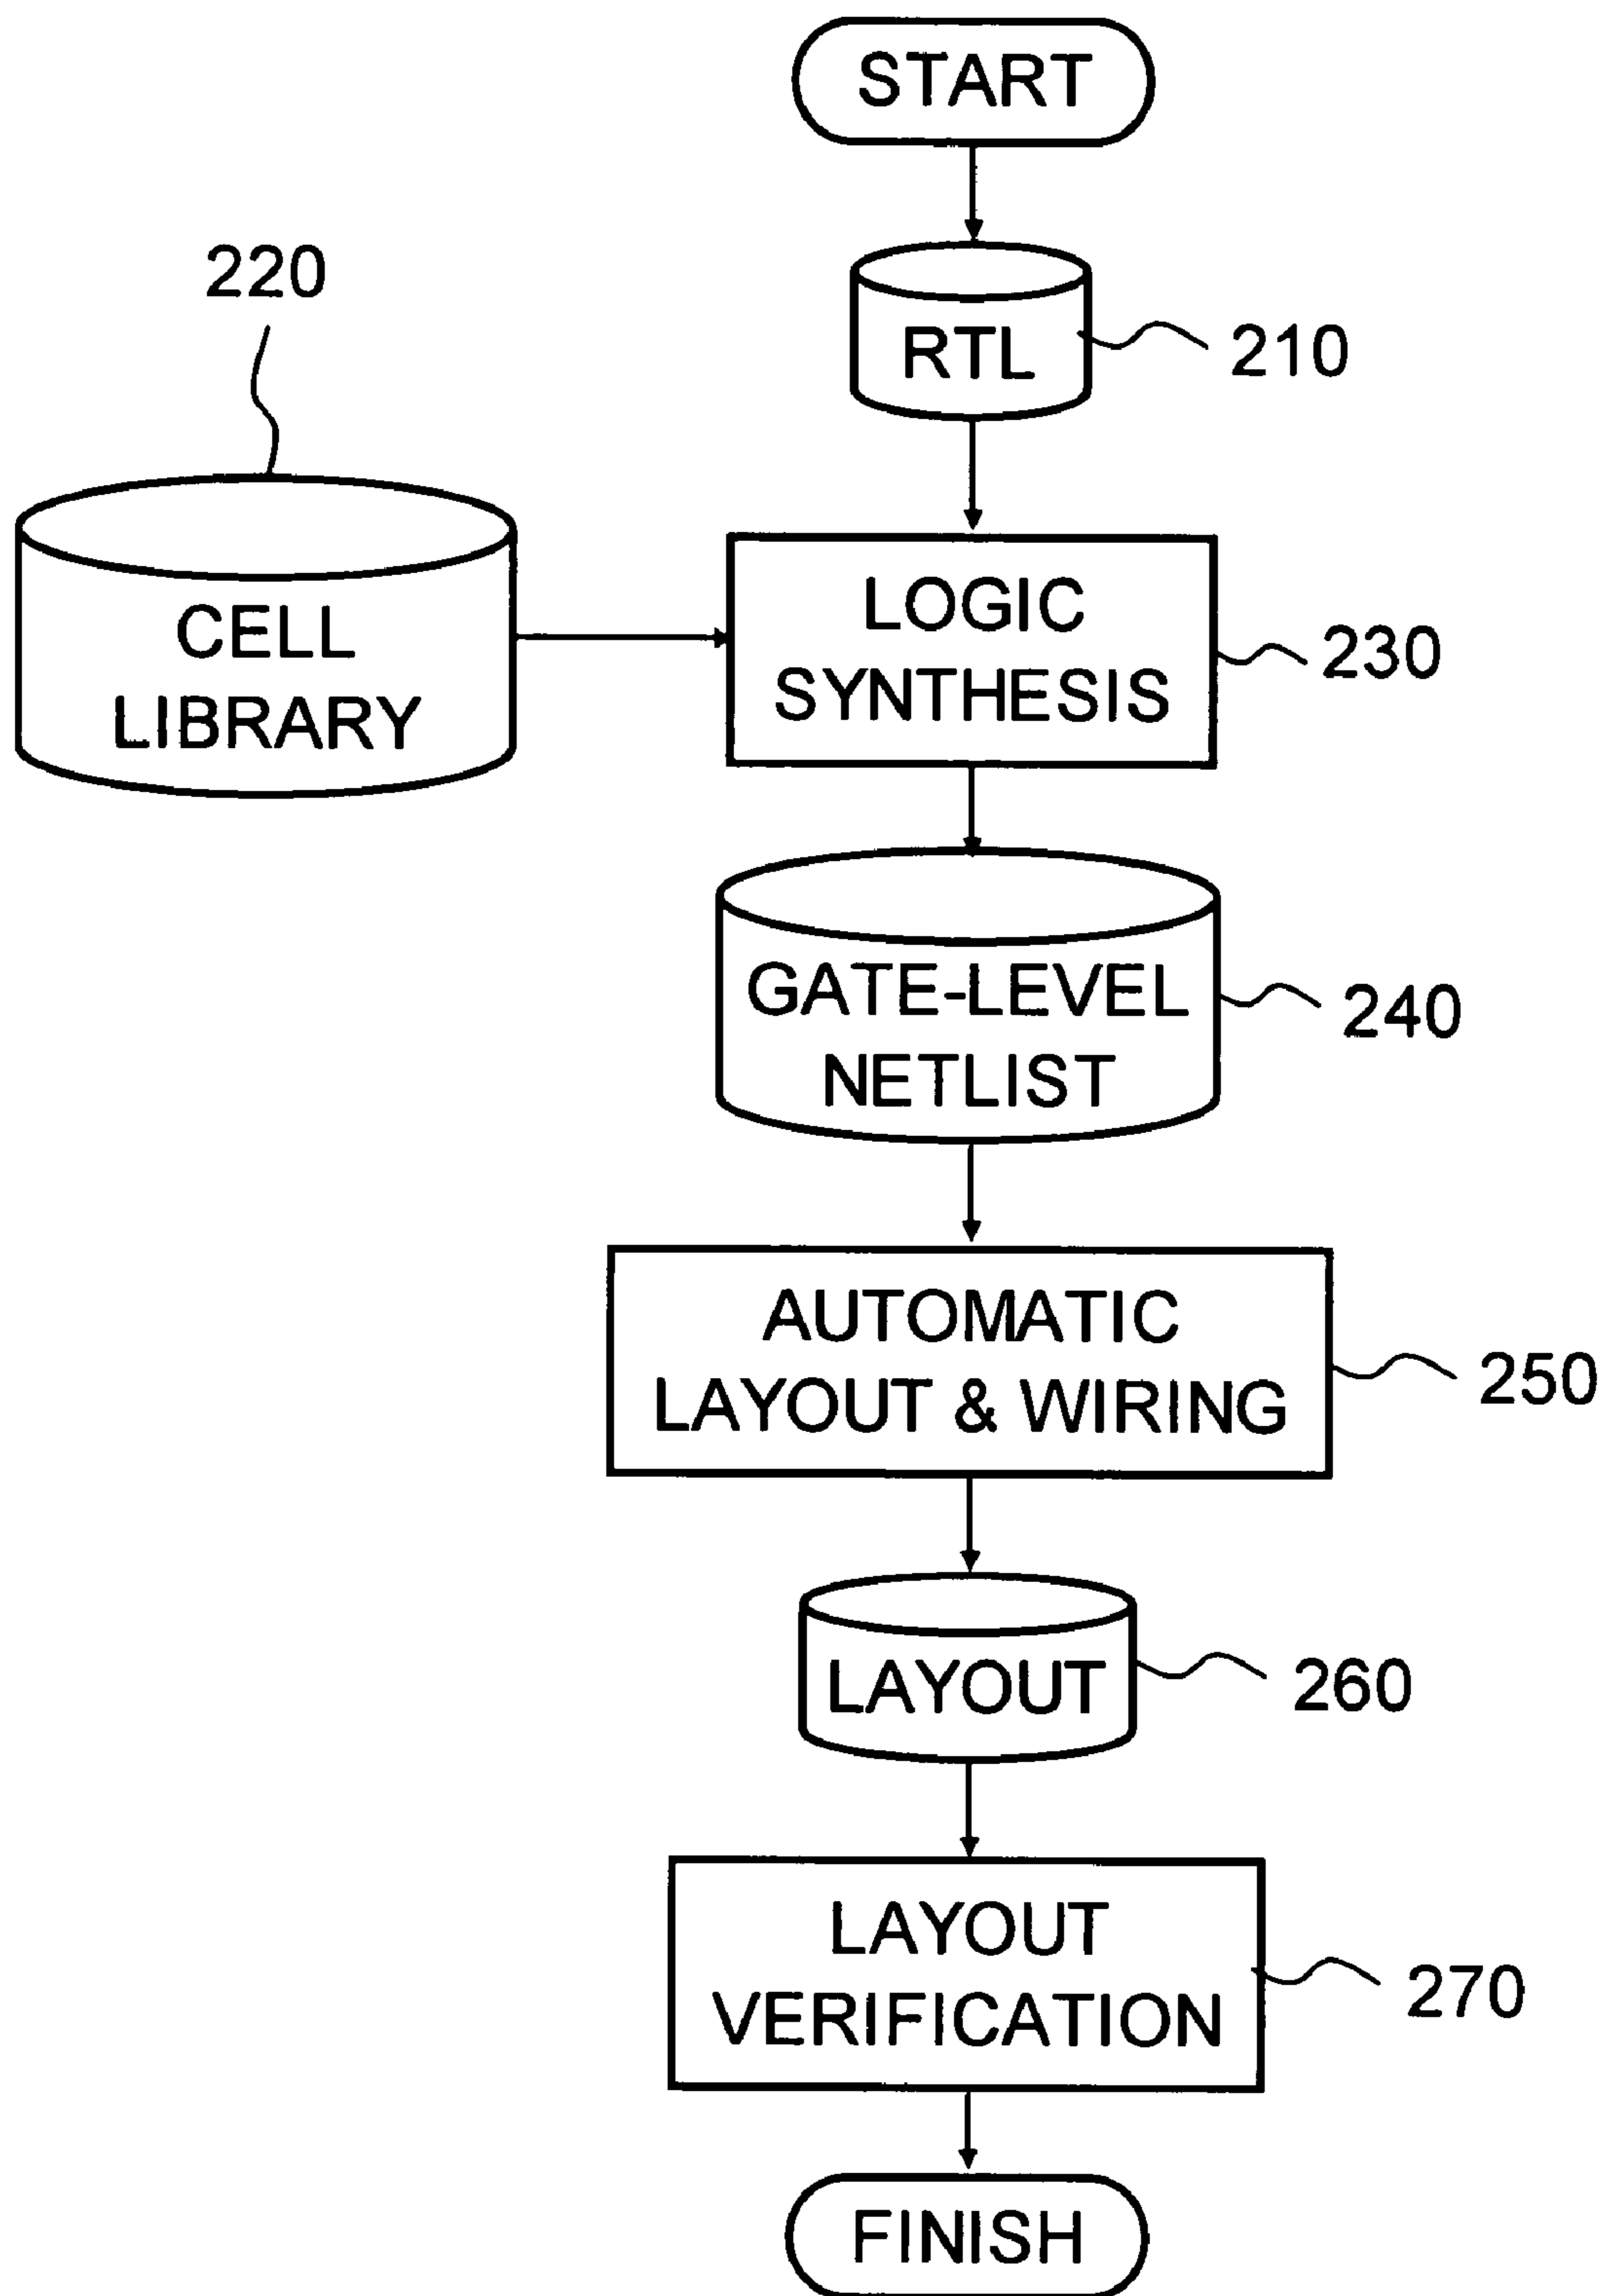 START
220
RTL
210
CELL
LIBRARY
LOGIC
SYNTHESIS
230
GATE-LEVEL
NETLIST
240
AUTOMATIC
LAYOUT & WIRING
250
LAYOUT
260
LAYOUT
VERIFICATION
270
FINISH